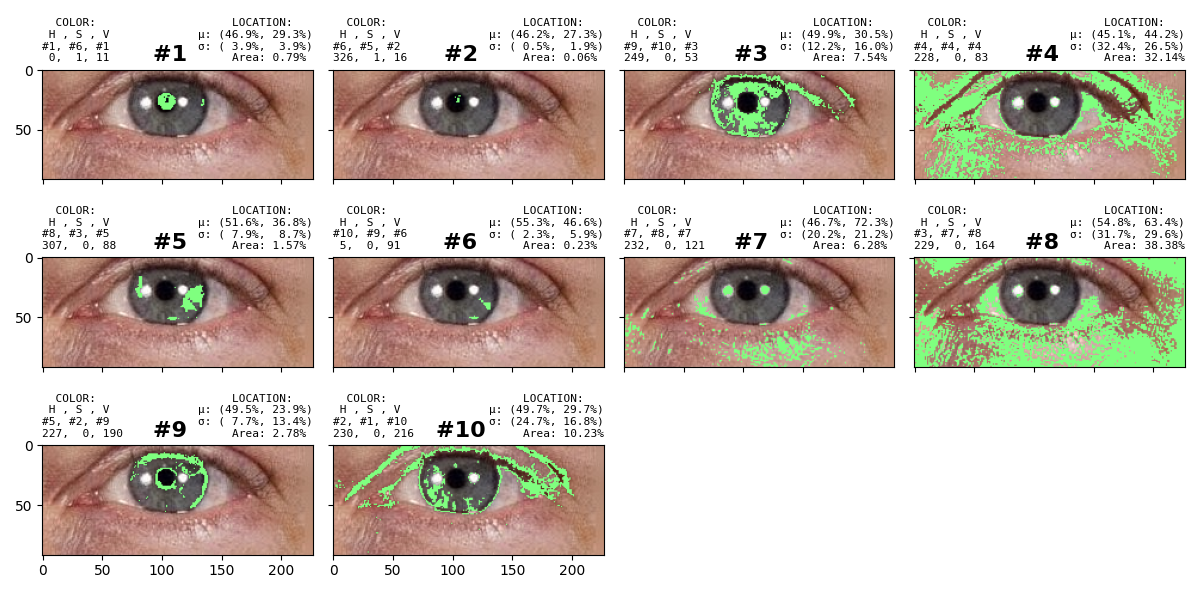 COLOR: LOCATION:
H , S , V μ: (46.9%, 29.3%)
#1, #6, #1 #1 σ: ( 3.9%, 3.9%)
0, 1, 11 Area: 0.79%
COLOR: LOCATION:
H , S , V μ: (46.2%, 27.3%)
#6, #5, #2 #2 σ: ( 0.5%, 1.9%)
326, 1, 16 Area: 0.06%
COLOR: LOCATION:
H , S , V μ: (49.9%, 30.5%)
#9, #10, #3 #3 σ: (12.2%, 16.0%)
249, 0, 53 Area: 7.54%
COLOR: LOCATION:
H , S , V μ: (45.1%, 44.2%)
#4, #4, #4 #4 σ: (32.4%, 26.5%)
228, 0, 83 Area: 32.14%
0
50
COLOR: LOCATION:
H , S , V μ: (51.6%, 36.8%)
#8, #3, #5 #5 σ: ( 7.9%, 8.7%)
307, 0, 88 Area: 1.57%
COLOR: LOCATION:
H , S , V μ: (55.3%, 46.6%)
#10, #9, #6 #6 σ: ( 2.3%, 5.9%)
5, 0, 91 Area: 0.23%
COLOR: LOCATION:
H , S , V μ: (46.7%, 72.3%)
#7, #8, #7 #7 σ: (20.2%, 21.2%)
232, 0, 121 Area: 6.28%
COLOR: LOCATION:
H , S , V μ: (54.8%, 63.4%)
#3, #7, #8 #8 σ: (31.7%, 29.6%)
229, 0, 164 Area: 38.38%
0
50
COLOR: LOCATION:
H , S , V μ: (49.5%, 23.9%)
#5, #2, #9 #9 σ: ( 7.7%, 13.4%)
227, 0, 190 Area: 2.78%
COLOR: LOCATION:
H , S , V μ: (49.7%, 29.7%)
#2, #1, #10 #10 σ: (24.7%, 16.8%)
230, 0, 216 Area: 10.23%
0
50
0 50 100 150 200
0 50 100 150 200